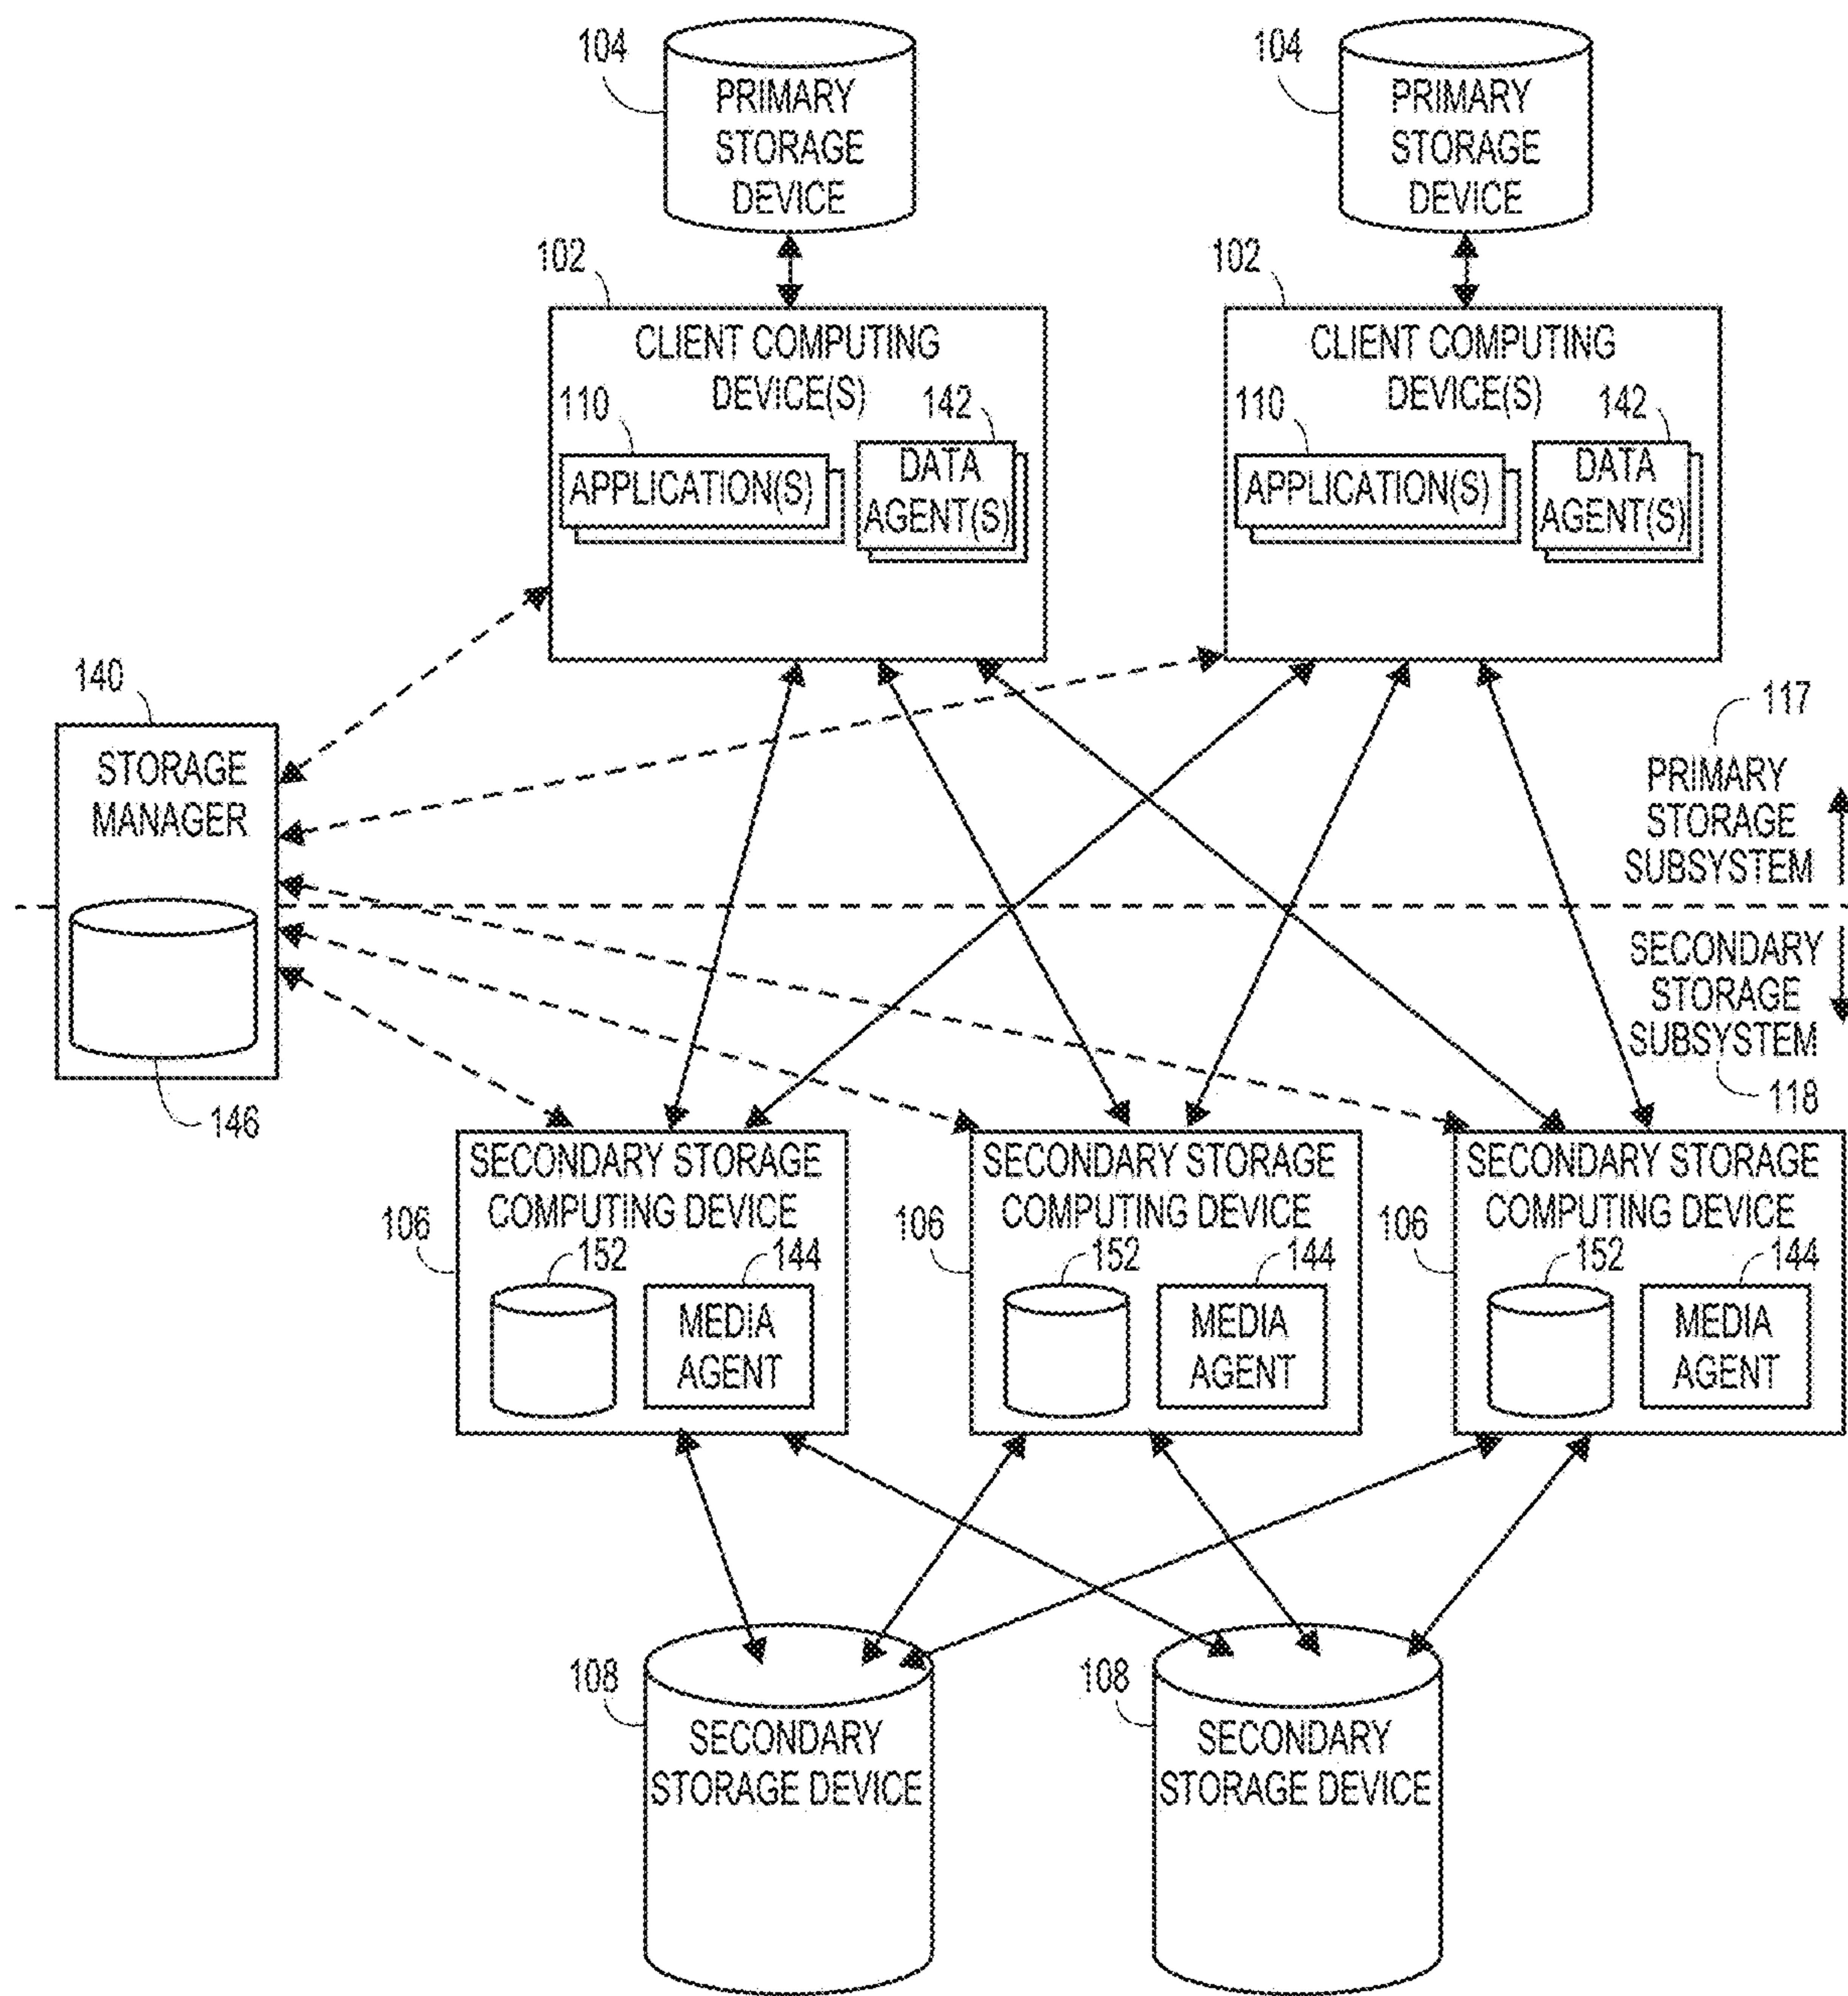 104
PRIMARY
STORAGE
DEVICE
104
PRIMARY
STORAGE
DEVICE
102
CLIENT COMPUTING
DEVICE(S)
110
APPLICATION(S)
142
DATA
AGENT(S)
102
CLIENT COMPUTING
DEVICE(S)
110
APPLICATION(S)
142
DATA
AGENT(S)
140
STORAGE
MANAGER
146
117
PRIMARY
STORAGE
SUBSYSTEM
SECONDARY
STORAGE
SUBSYSTEM
118
SECONDARY STORAGE
COMPUTING DEVICE
106
152
144
MEDIA
AGENT
SECONDARY STORAGE
COMPUTING DEVICE
106
152
144
MEDIA
AGENT
SECONDARY STORAGE
COMPUTING DEVICE
106
152
144
MEDIA
AGENT
108
SECONDARY
STORAGE DEVICE
108
SECONDARY
STORAGE DEVICE